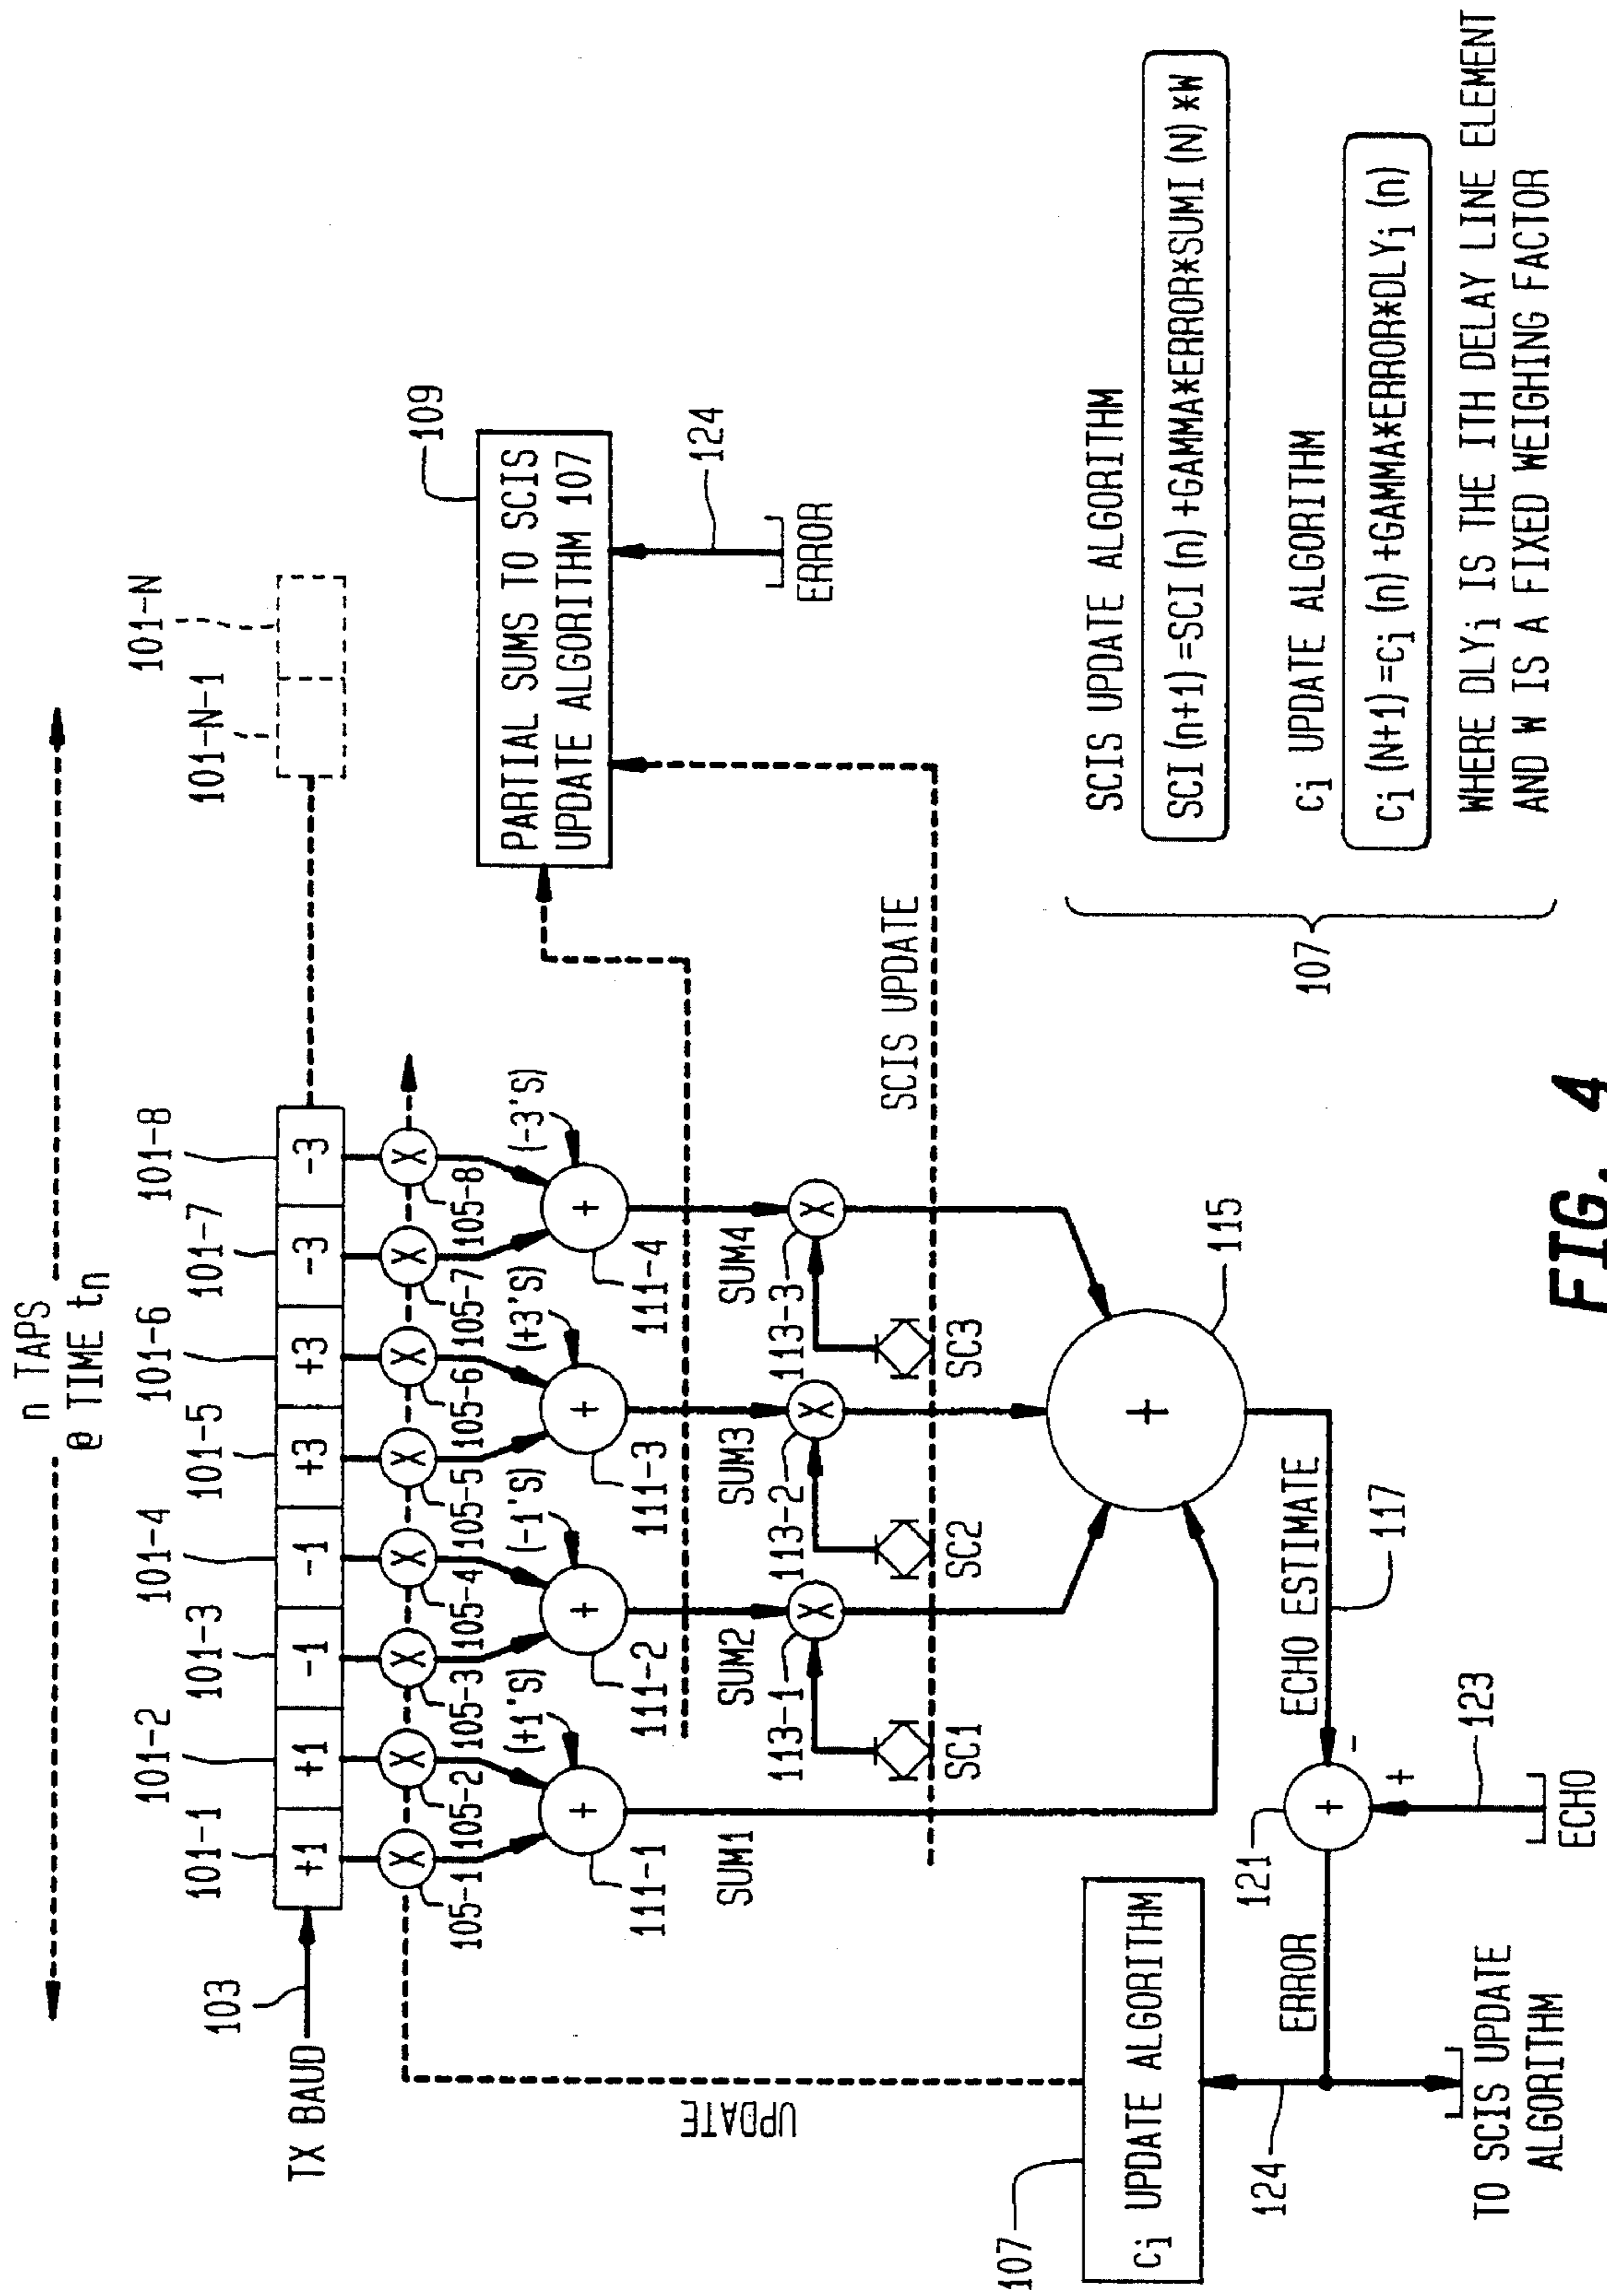 n TAPS
@ TIME tn
103
TX BAUD
101-1
101-2
101-3
101-4
101-5
101-6
101-7
101-8
101-N-1
101-N
+1
+1
-1
-1
+3
+3
-3
-3
X
X
X
X
X
X
X
X
105-1
105-2
105-3
105-4
105-5
105-6
105-7
105-8
(+1'S)
(-1'S)
(+3'S)
(-3'S)
+
+
+
+
111-1
111-2
111-3
111-4
109
PARTIAL SUMS TO SCIS
UPDATE ALGORITHM 107
124
ERROR
UPDATE
SUM1
SUM2
SUM3
SUM4
113-1
113-2
113-3
X
X
X
SCIS UPDATE
SC1
SC2
SC3
+
115
107
Ci UPDATE ALGORITHM
124
ERROR
121
+
-
+
ECHO ESTIMATE
117
123
ECHO
TO SCIS UPDATE
ALGORITHM
107
SCIS UPDATE ALGORITHM
SCI (n+1) =SCI (n) +GAMMA*ERROR*SUMI (N) *W
Ci UPDATE ALGORITHM
Ci (N+1) =Ci (n) +GAMMA*ERROR*DLYi (n)
WHERE DLYi IS THE ITH DELAY LINE ELEMENT
AND W IS A FIXED WEIGHING FACTOR
FIG. 4